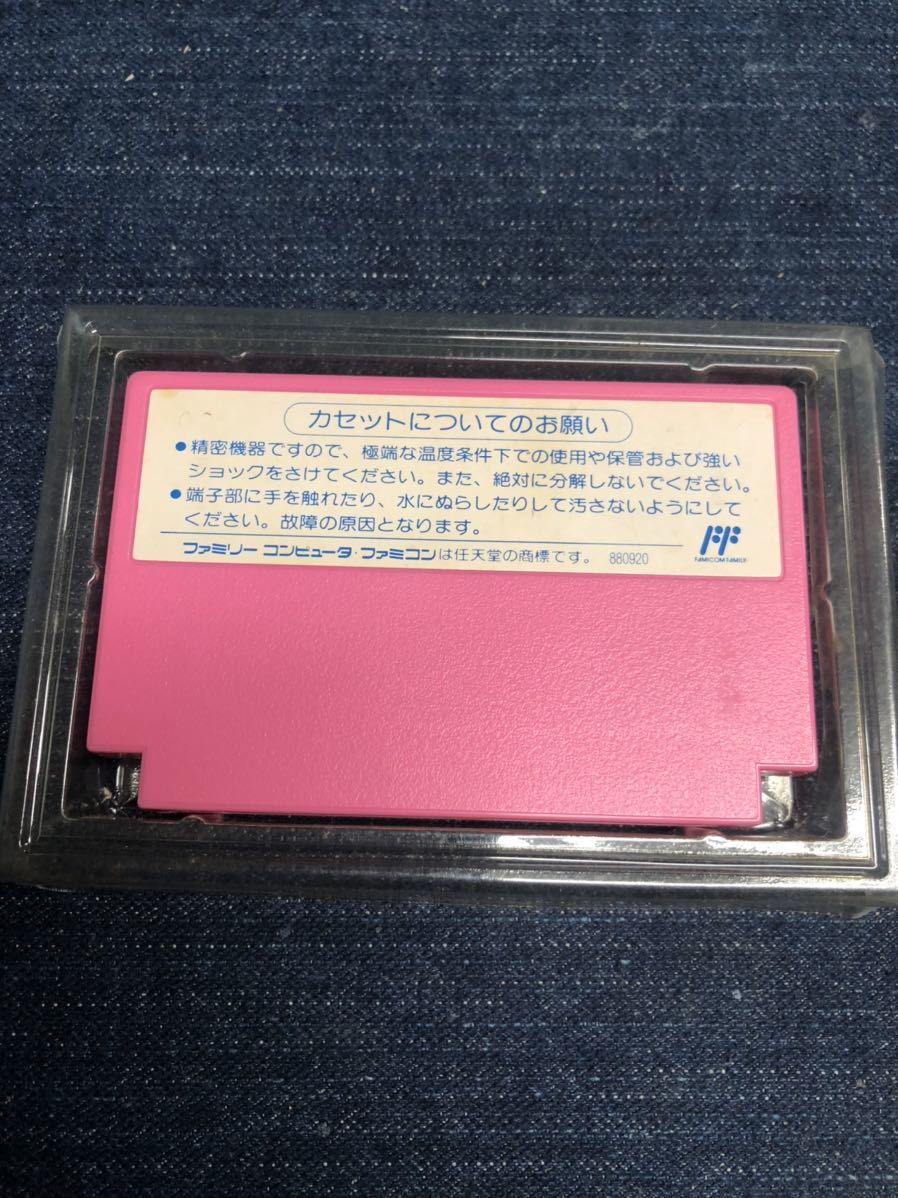 カセットについてのお願い
●精密機器ですので、極端な温度条件下での使用や保管および強い
ショックをさけてください。また、絶対に分解しないでください。
●端子部に手を触れたり、水にぬらしたりして汚さないようにして
ください。故障の原因となります。
FF
FAMICOM FAMILY
ファミリー コンピュータ・ファミコンは任天堂の商標です。 880920